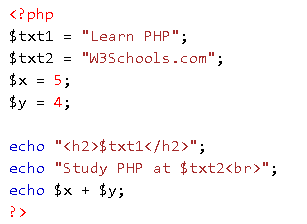 <?php
$txt1 = "Learn PHP";
$txt2 = "W3Schools.com";
$x = 5;
$y = 4;

echo "<h2>$txt1</h2>";
echo "Study PHP at $txt2<br>";
echo $x + $y;
?>